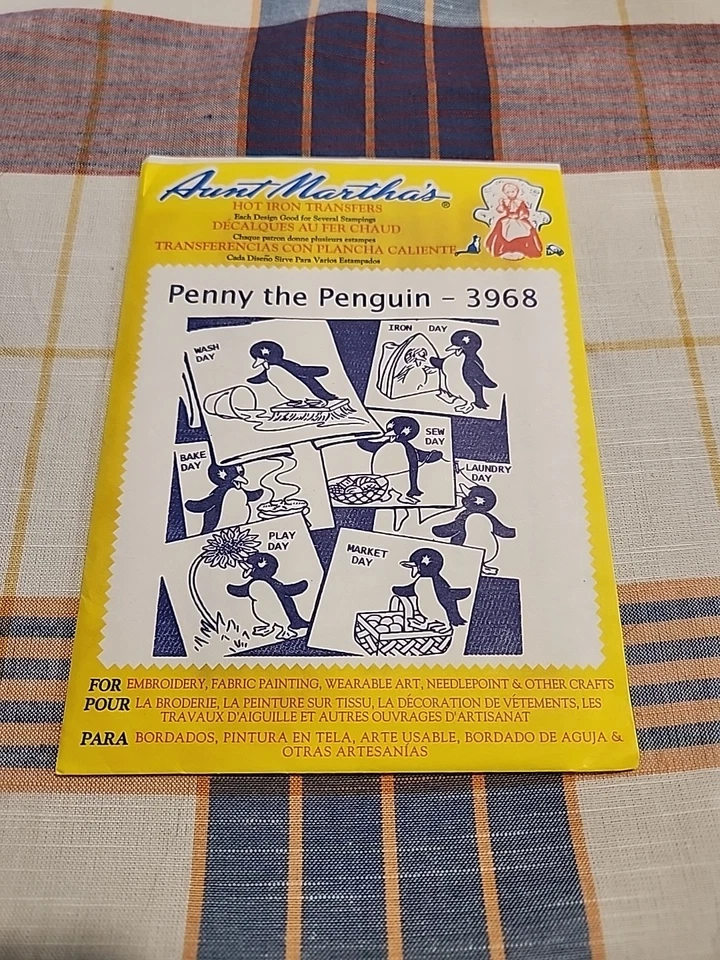 Aunt Martha's®
HOT IRON TRANSFERS
Each Design Good for Several Stampings
DÉCALQUES AU FER CHAUD
Chaque patron donne plusieurs estampes
TRANSFERENCIAS CON PLANCHA CALIENTE
Cada Diseño Sirve Para Varios Estampados
Penny the Penguin - 3968
WASH
DAY
IRON DAY
SEW
DAY
BAKE
DAY
LAUNDRY
DAY
PLAY
DAY
MARKET
DAY
FOR EMBROIDERY, FABRIC PAINTING, WEARABLE ART, NEEDLEPOINT & OTHER CRAFTS
POUR LA BRODERIE, LA PEINTURE SUR TISSU, LA DÉCORATION DE VÉTEMENTS, LES
TRAVAUX D'AIGUILLE ET AUTRES OUVRAGES D'ARTISANAT
PARA BORDADOS, PINTURA EN TELA, ARTE USABLE, BORDADO DE AGUJA &
OTRAS ARTESANÍAS